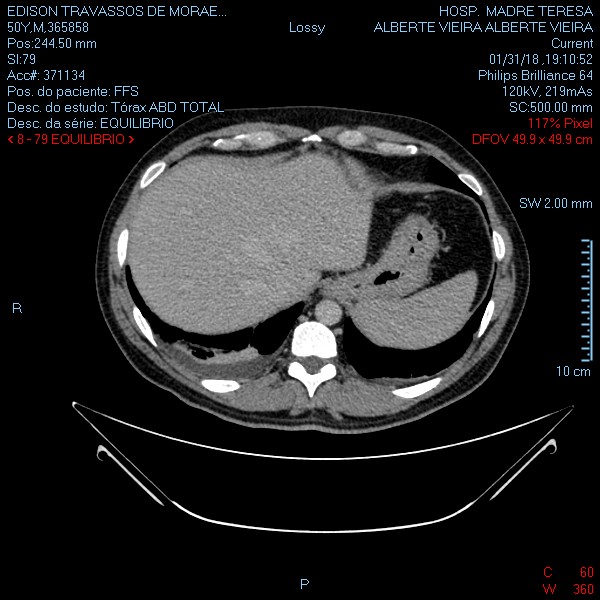 EDISON TRAVASSOS DE MORAE...
50Y,M,365858
Pos:244.50 mm
SI:79
Acc#: 371134
Pos. do paciente: FFS
Desc. do estudo: Tórax ABD TOTAL
Desc. da série: EQUILIBRIO
< 8 - 79 EQUILIBRIO >
Lossy
HOSP. MADRE TERESA
ALBERTE VIEIRA ALBERTE VIEIRA
Current
01/31/18 ,19:10:52
Philips Brilliance 64
120kV, 219mAs
SC:500.00 mm
117% Pixel
DFOV 49.9 x 49.9 cm
SW 2.00 mm
R
10 cm
P
C 60
W 360